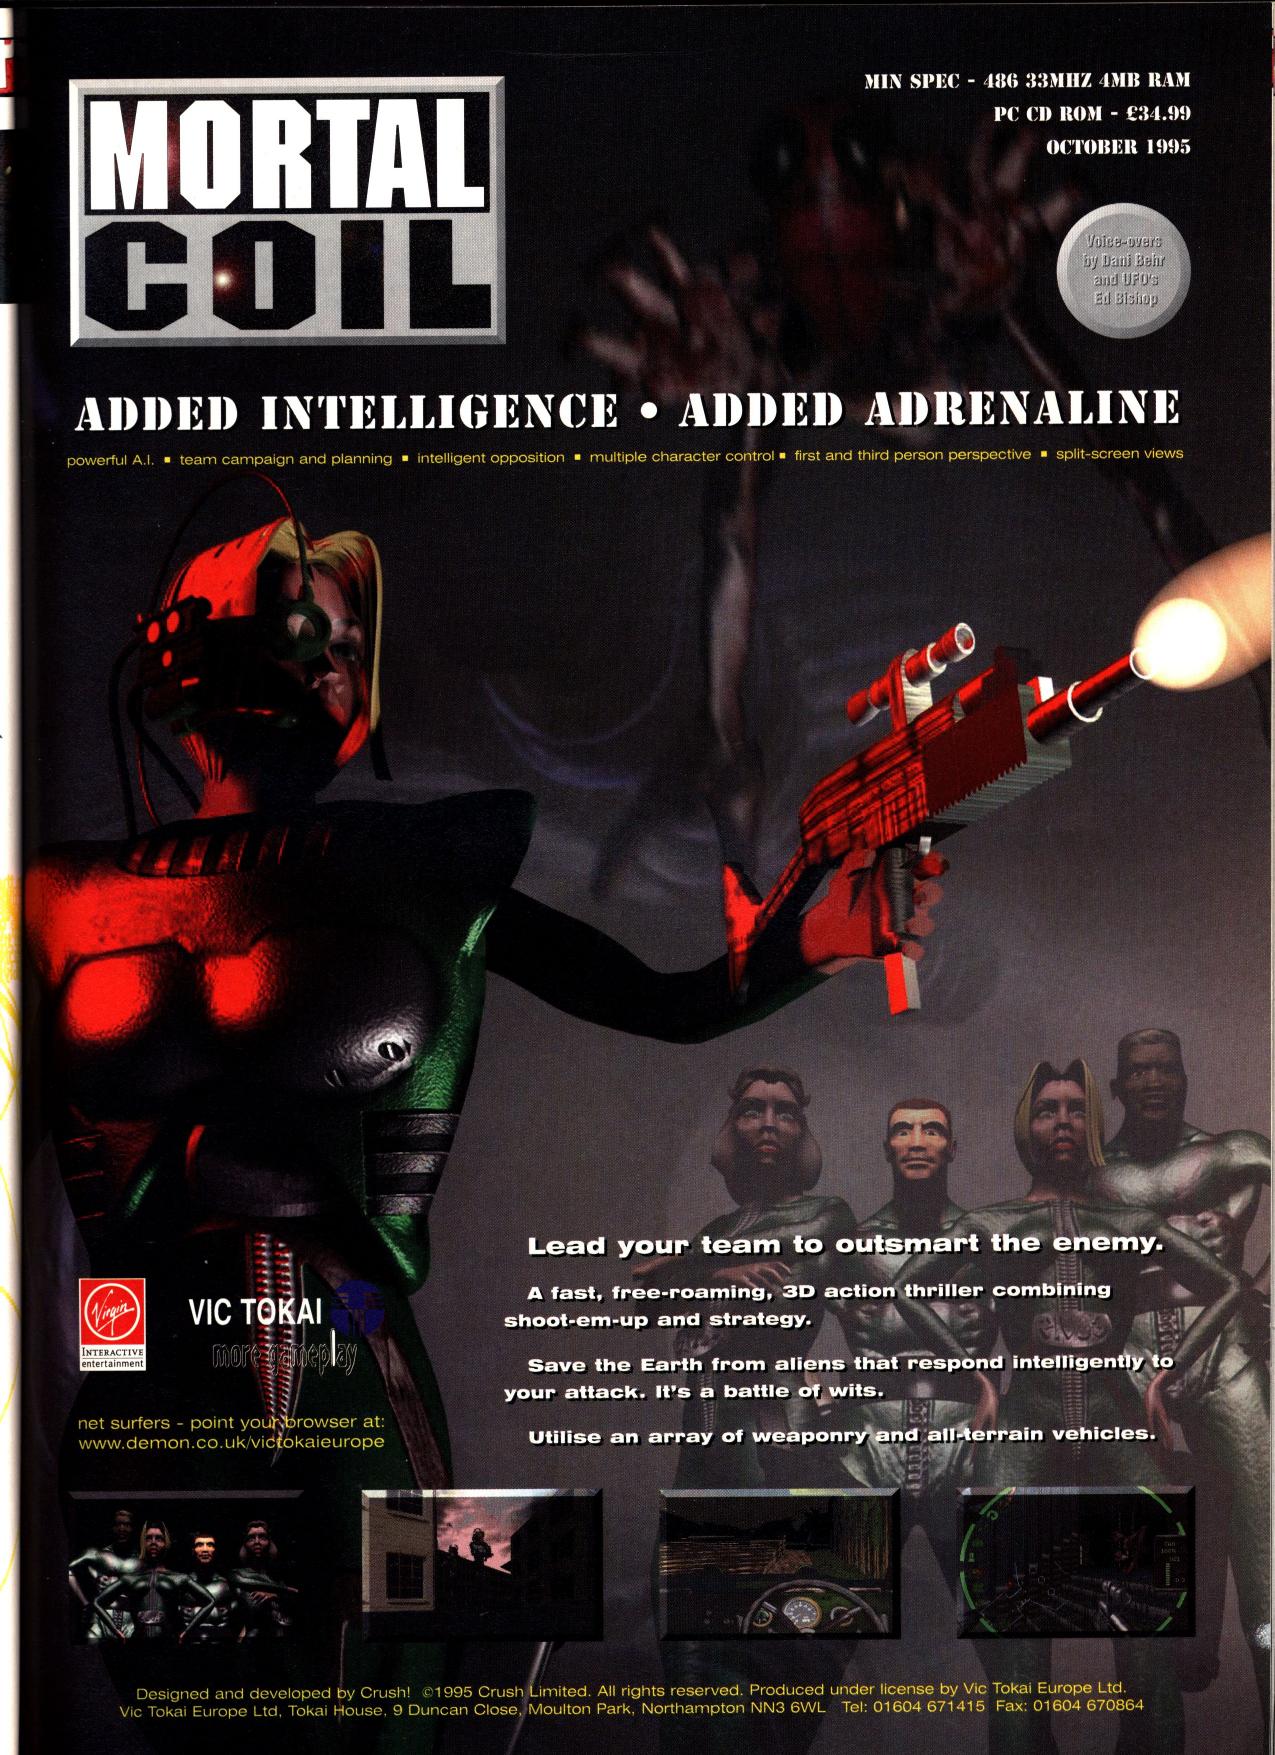 MORTAL
COIL
MIN SPEC - 486 33MHZ 4MB RAM
PC CD ROM - £34.99
OCTOBER 1995
Voice-overs
by Dani Behr
and UFO's
Ed Bishop
ADDED INTELLIGENCE • ADDED ADRENALINE
powerful A.I. ▪ team campaign and planning ▪ intelligent opposition ▪ multiple character control ▪ first and third person perspective ▪ split-screen views
Lead your team to outsmart the enemy.
A fast, free-roaming, 3D action thriller combining
shoot-em-up and strategy.
Save the Earth from aliens that respond intelligently to
your attack. It's a battle of wits.
Utilise an array of weaponry and all-terrain vehicles.
Virgin
INTERACTIVE
entertainment
VIC TOKAI
more gameplay
net surfers - point your browser at:
www.demon.co.uk/victokaieurope
Designed and developed by Crush! ©1995 Crush Limited. All rights reserved. Produced under license by Vic Tokai Europe Ltd.
Vic Tokai Europe Ltd, Tokai House, 9 Duncan Close, Moulton Park, Northampton NN3 6WL Tel: 01604 671415 Fax: 01604 670864